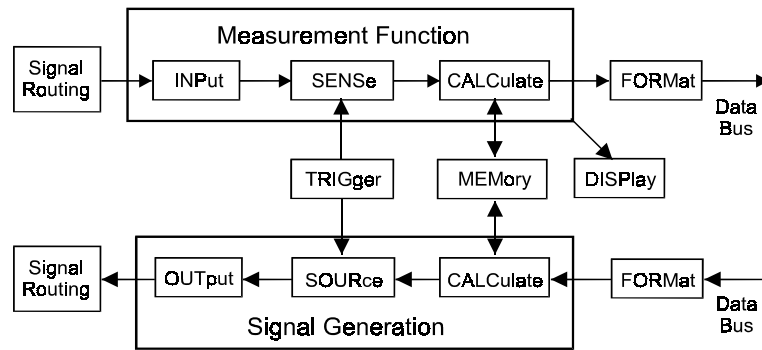 Measurement Function
Signal
Routing
INPut
SENSe
CALCulate
FORMat
Data
Bus
TRIGger
MEMory
DISPlay
Signal
Routing
OUTput
SOURce
CALCulate
FORMat
Data
Bus
Signal Generation